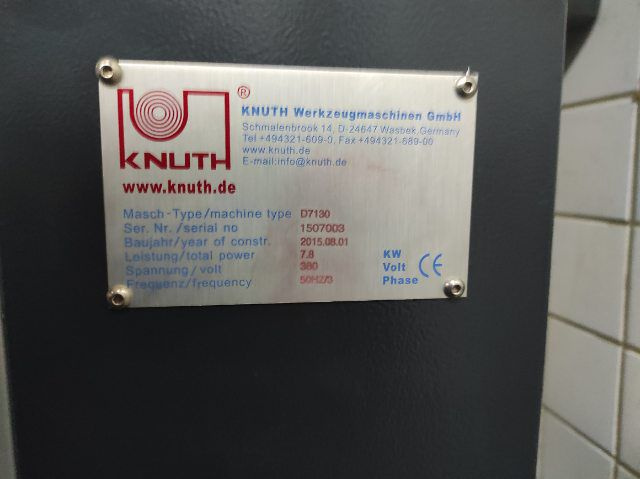 KNUTH
www.knuth.de
®
KNUTH Werkzeugmaschinen GmbH
Schmalenbrook 14, D-24647 Wasbek, Germany
Tel +494321-609-0, Fax +494321-689-00
www.knuth.de
E-mail:info@knuth.de
Masch-Type/machine type D7130
Ser. Nr. /serial no 1507003
Baujahr/year of constr. 2015.08.01
Leistung/total power 7.8 KW
Spannung/volt 380 Volt
Frequenz/frequency 50HZ/3 Phase
CE